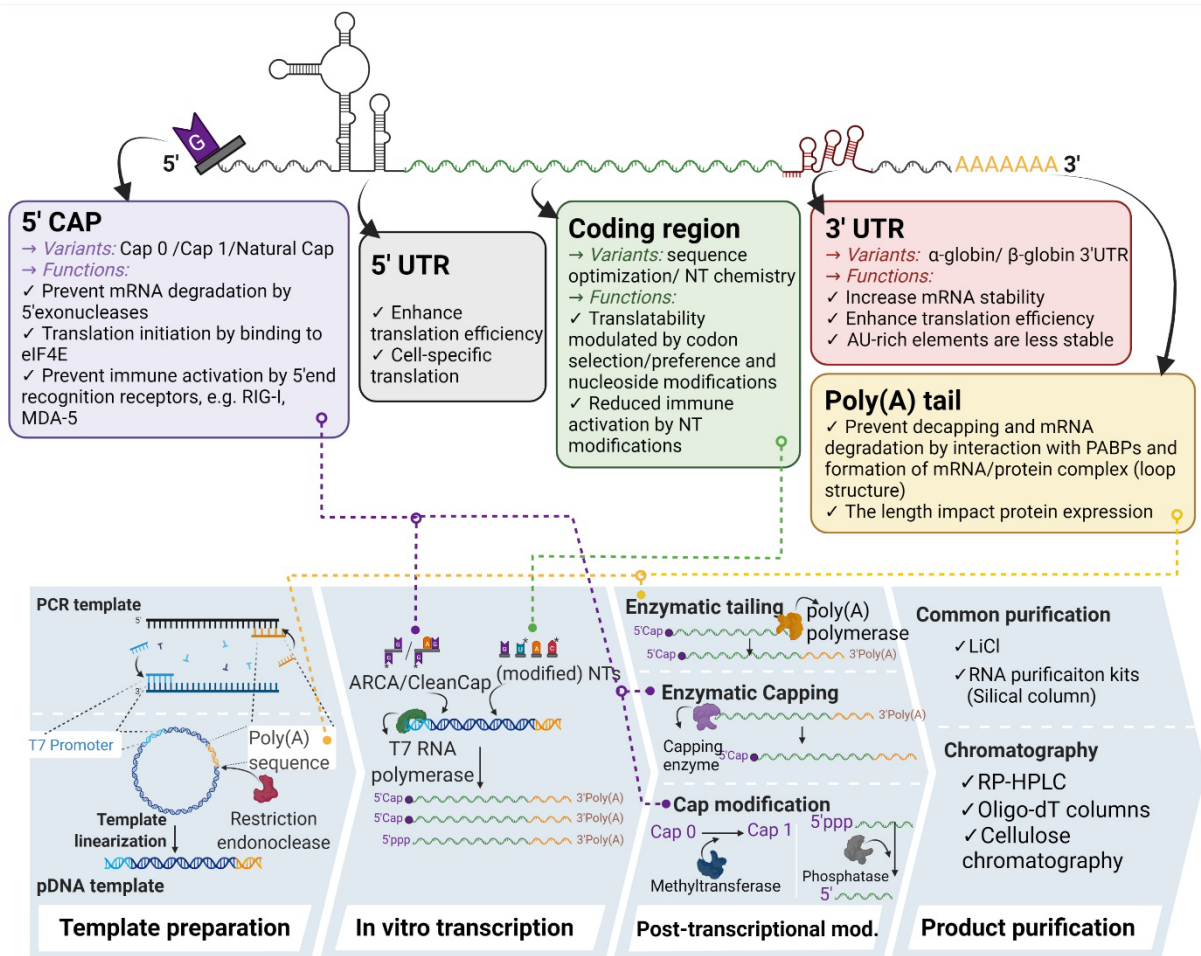 G
5'
AAAAAAA 3'
5' CAP
→ Variants: Cap 0 /Cap 1/Natural Cap
→ Functions:
✓ Prevent mRNA degradation by
5'exonucleases
✓ Translation initiation by binding to
eIF4E
✓ Prevent immune activation by 5'end
recognition receptors, e.g. RIG-I,
MDA-5
5' UTR
✓ Enhance
translation efficiency
✓ Cell-specific
translation
Coding region
→ Variants: sequence
optimization/ NT chemistry
→ Functions:
✓ Translatability
modulated by codon
selection/preference and
nucleoside modifications
✓ Reduced immune
activation by NT
modifications
3' UTR
→ Variants: α-globin/ β-globin 3'UTR
→ Functions:
✓ Increase mRNA stability
✓ Enhance translation efficiency
✓ AU-rich elements are less stable
Poly(A) tail
✓ Prevent decapping and mRNA
degradation by interaction with PABPs and
formation of mRNA/protein complex (loop
structure)
✓ The length impact protein expression
PCR template
5'
3'
T7 Promoter
Poly(A)
sequence
Template
linearization
Restriction
endonuclease
pDNA template
Template preparation
G / A G
G U A C
ARCA/CleanCap
(modified) NTs
T7 RNA
polymerase
5'Cap 3'Poly(A)
5'Cap 3'Poly(A)
5'ppp 3'Poly(A)
In vitro transcription
Enzymatic tailing
poly(A)
polymerase
5'Cap
5'Cap 3'Poly(A)
Enzymatic Capping
3'Poly(A)
Capping
enzyme
5'Cap
Cap modification
Cap 0 Cap 1
Methyltransferase
5'ppp
Phosphatase
5'
Post-transcriptional mod.
Common purification
✓LiCl
✓RNA purificaiton kits
(Silical column)
Chromatography
✓RP-HPLC
✓Oligo-dT columns
✓Cellulose
chromatography
Product purification